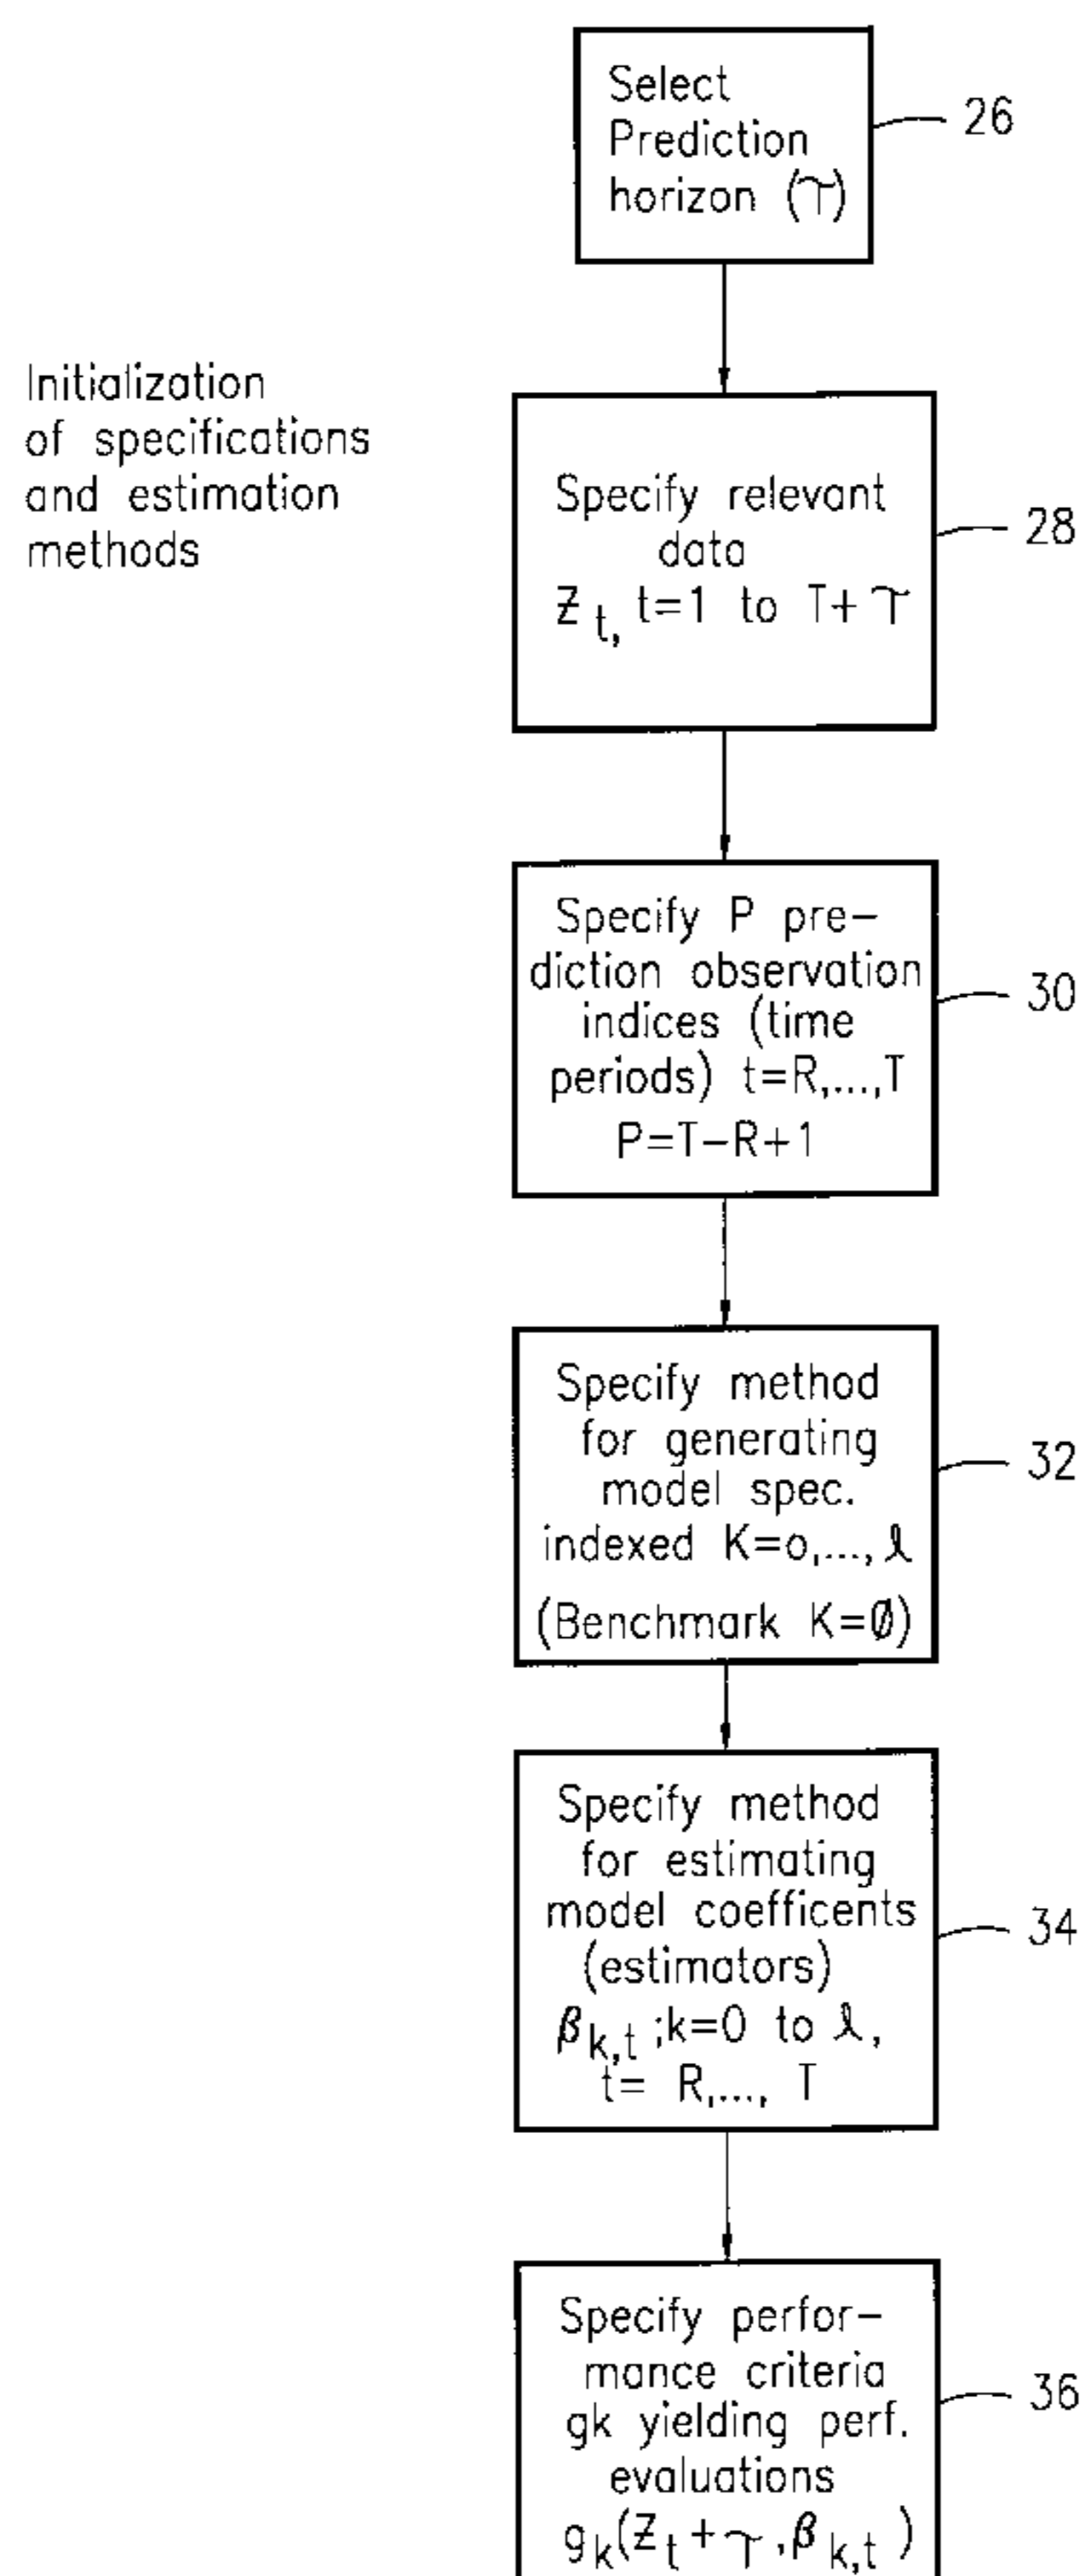 Select
Prediction
horizon (τ)
26
Initialization
of specifications
and estimation
methods
Specify relevant
data
Z t, t=1 to T+ τ
28
Specify P pre-
diction observation
indices (time
periods) t=R,...,T
P=T-R+1
30
Specify method
for generating
model spec.
indexed K=o,..., ℓ
(Benchmark K=Ø)
32
Specify method
for estimating
model coefficents
(estimators)
β k,t ;k=0 to ℓ,
t= R,..., T
34
Specify perfor-
mance criteria
gk yielding perf.
evaluations
g k(Z t + τ ,β k,t )
36